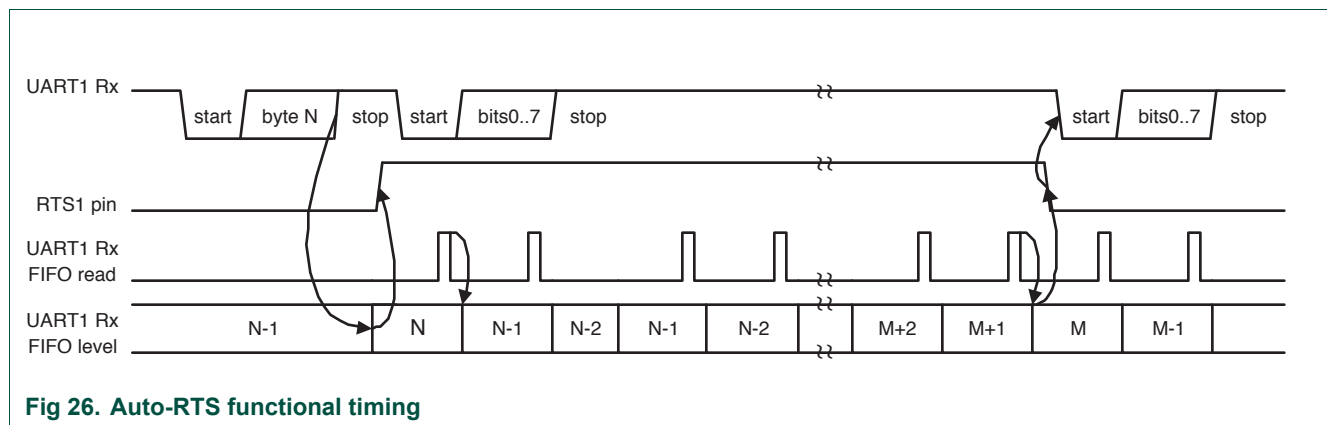 UART1 Rx
start byte N stop start bits0..7 stop start bits0..7 stop
RTS1 pin
UART1 Rx
FIFO read
UART1 Rx
FIFO level
N-1 N N-1 N-2 N-1 N-2 M+2 M+1 M M-1
Fig 26. Auto-RTS functional timing